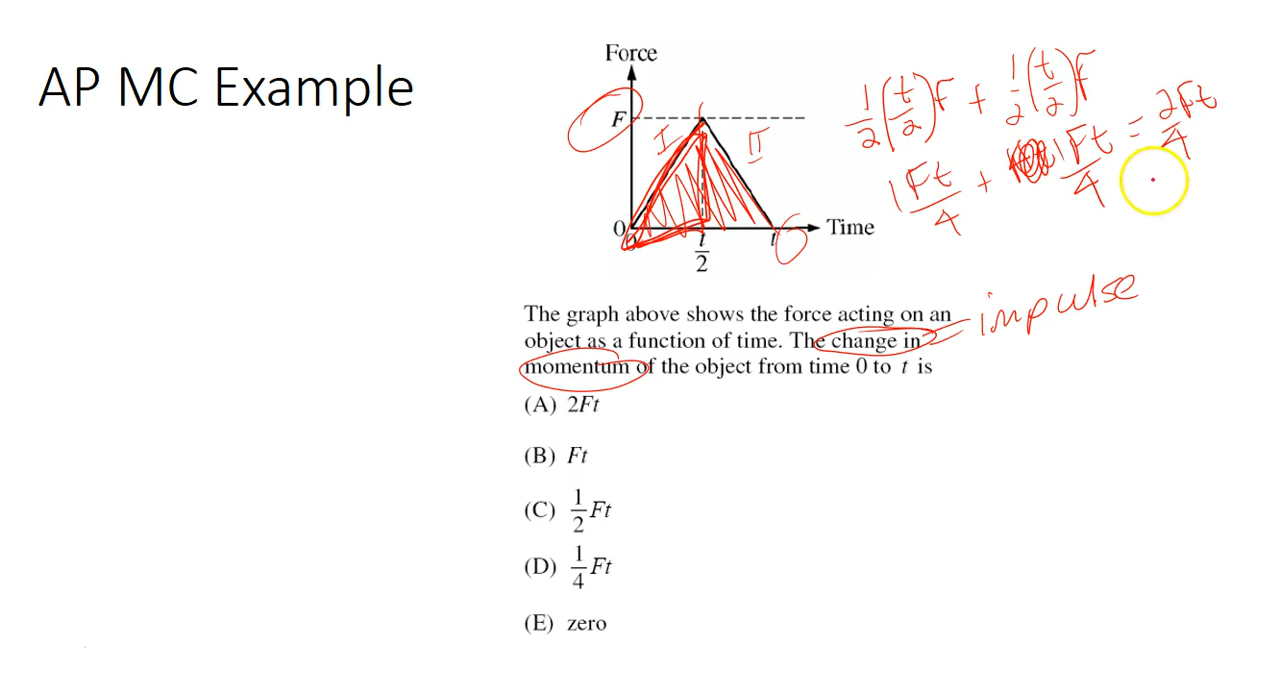 AP MC Example
Force
F
I
II
0
t/2
t
Time
1/2 (t/2) F + 1/2 (t/2) F
1Ft/4 + 1Ft/4 = 2Ft/4
The graph above shows the force acting on an
object as a function of time. The change in
momentum of the object from time 0 to t is
= impulse
(A) 2Ft
(B) Ft
(C) 1/2 Ft
(D) 1/4 Ft
(E) zero